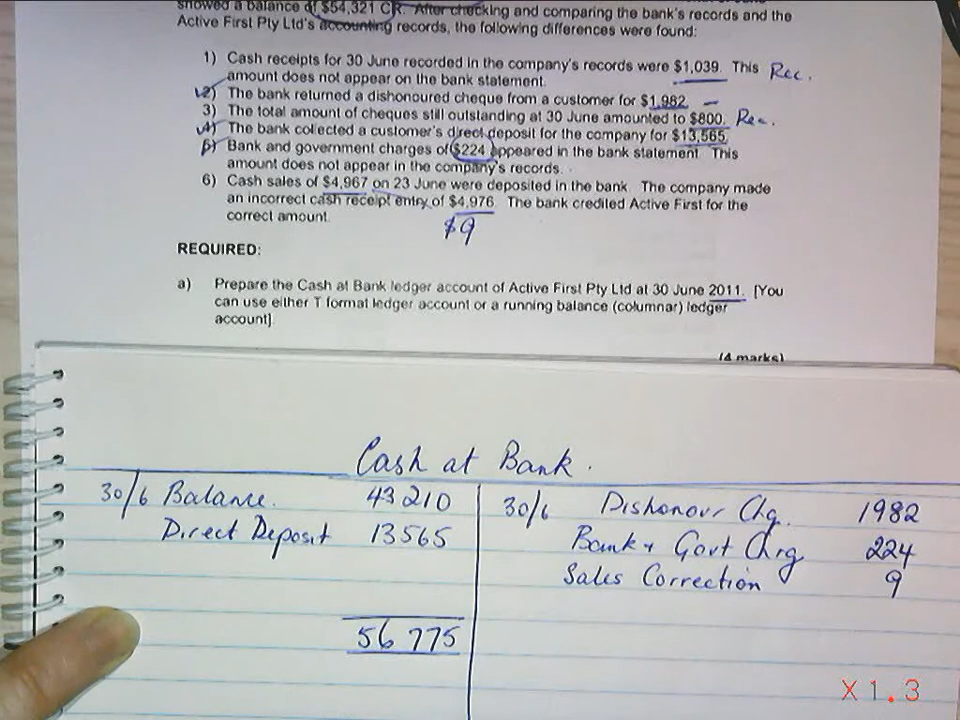 showed a balance of $54,321 CR. After checking and comparing the bank's records and the
Active First Pty Ltd's accounting records, the following differences were found:
1) Cash receipts for 30 June recorded in the company's records were $1,039. This Rec.
amount does not appear on the bank statement.
2) The bank returned a dishonoured cheque from a customer for $1,982.
3) The total amount of cheques still outstanding at 30 June amounted to $800. Rec.
4) The bank collected a customer's direct deposit for the company for $13,565.
5) Bank and government charges of $224 appeared in the bank statement. This
amount does not appear in the company's records.
6) Cash sales of $4,967 on 23 June were deposited in the bank. The company made
an incorrect cash receipt entry of $4,976. The bank credited Active First for the
correct amount.
$9
REQUIRED:
a) Prepare the Cash at Bank ledger account of Active First Pty Ltd at 30 June 2011. [You
can use either T format ledger account or a running balance (columnar) ledger
account].
(4 marks)
Cash at Bank.
30/6 Balance. 43210 30/6 Dishonour Chq. 1982
Direct Deposit 13565 Bank + Govt Chrg 224
Sales Correction 9
56 775
X1.3